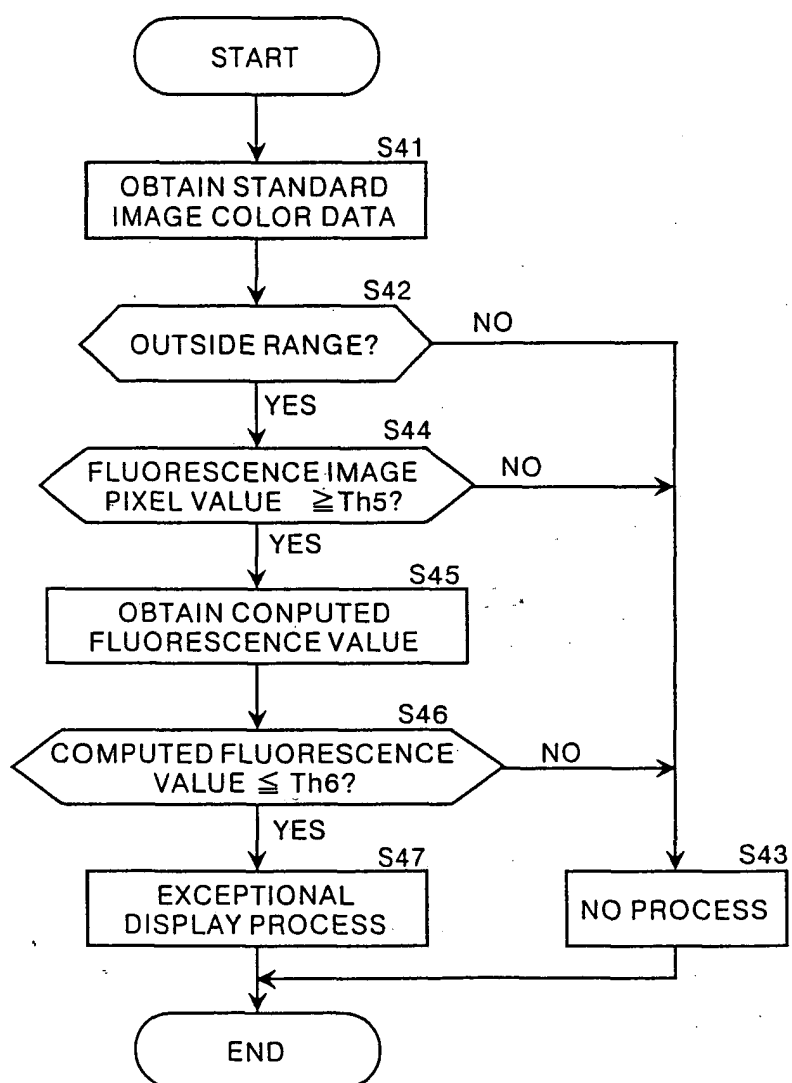 START
S41
OBTAIN STANDARD
IMAGE COLOR DATA
S42
OUTSIDE RANGE?
NO
YES
S44
FLUORESCENCE IMAGE
PIXEL VALUE ≧Th5?
NO
YES
S45
OBTAIN CONPUTED
FLUORESCENCE VALUE
S46
COMPUTED FLUORESCENCE
VALUE ≦ Th6?
NO
YES
S47
EXCEPTIONAL
DISPLAY PROCESS
S43
NO PROCESS
END